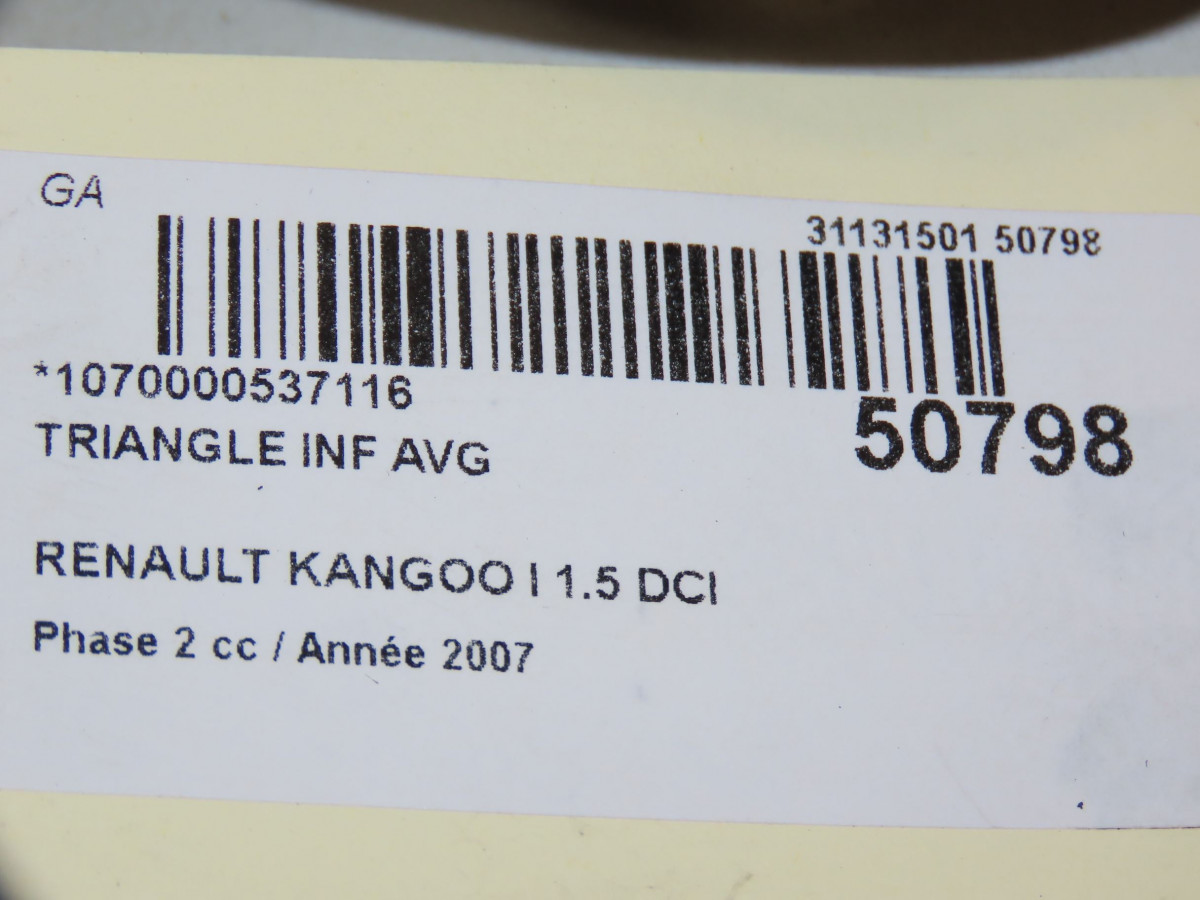 GA
31131501 50798
*1070000537116
50798
TRIANGLE INF AVG
RENAULT KANGOO I 1.5 DCI
Phase 2 cc / Année 2007